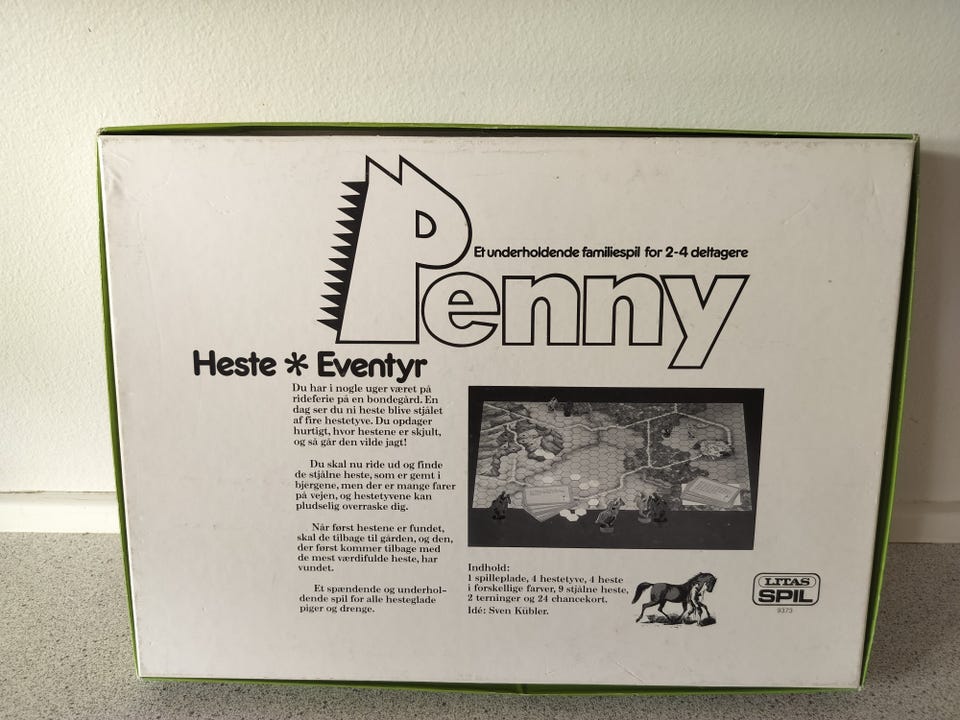 Penny
Et underholdende familiespil for 2-4 deltagere
Heste * Eventyr
Du har i nogle uger været på
rideferie på en bondegård. En
dag ser du ni heste blive stjålet
af fire hestetyve. Du opdager
hurtigt, hvor hestene er skjult,
og så går den vilde jagt!
Du skal nu ride ud og finde
de stjålne heste, som er gemt i
bjergene, men der er mange farer
på vejen, og hestetyvene kan
pludselig overraske dig.
Når først hestene er fundet,
skal de tilbage til gården, og den,
der først kommer tilbage med
de mest værdifulde heste, har
vundet.
Et spændende og underhol-
dende spil for alle hesteglade
piger og drenge.
Indhold:
1 spilleplade, 4 hestetyve, 4 heste
i forskellige farver, 9 stjålne heste,
2 terninger og 24 chancekort.
Idé: Sven Kübler.
LITAS
SPIL
9373